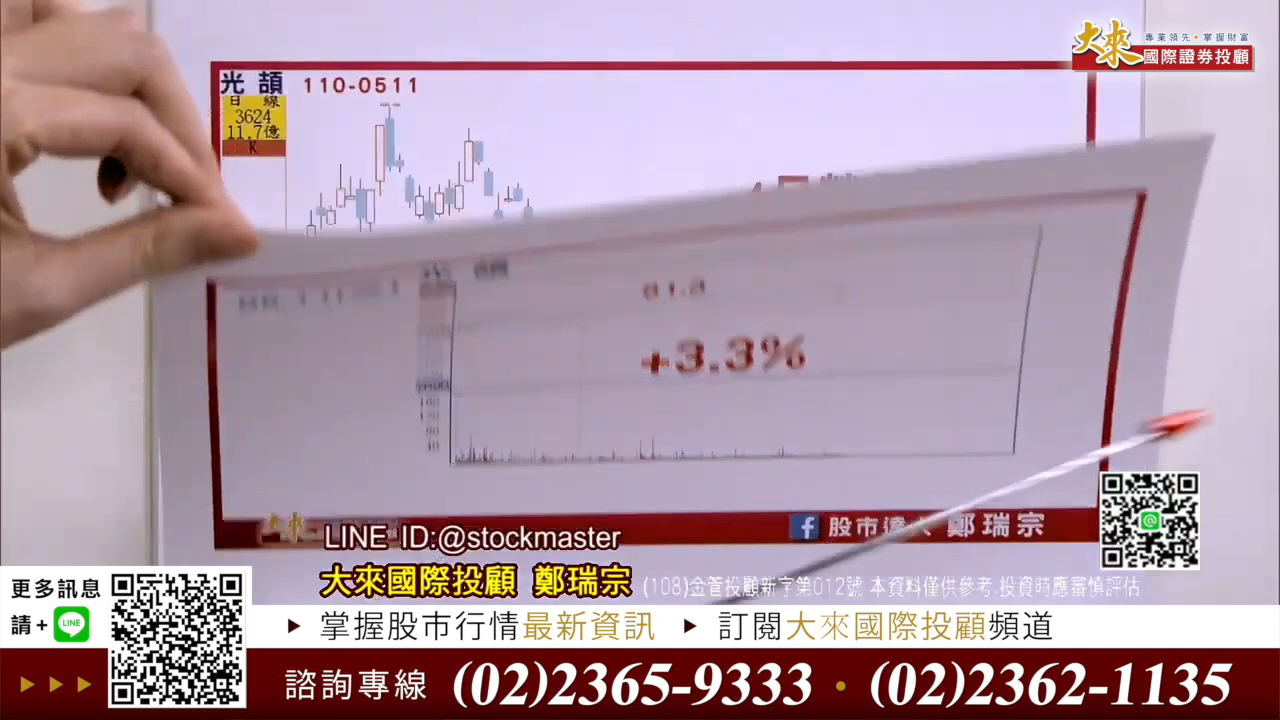 大來
專業領先•掌握財富
國際證券投顧
光頡 110-0511
日 線
3624
11.7億
K
+3.3%
股市達人 鄭瑞宗
LINE ID:@stockmaster
大來國際投顧 鄭瑞宗
(108)金管投顧新字第012號 本資料僅供參考.投資時應審慎評估
更多訊息
請+ LINE
掌握股市行情最新資訊 訂閱大來國際投顧頻道
諮詢專線 (02)2365-9333•(02)2362-1135